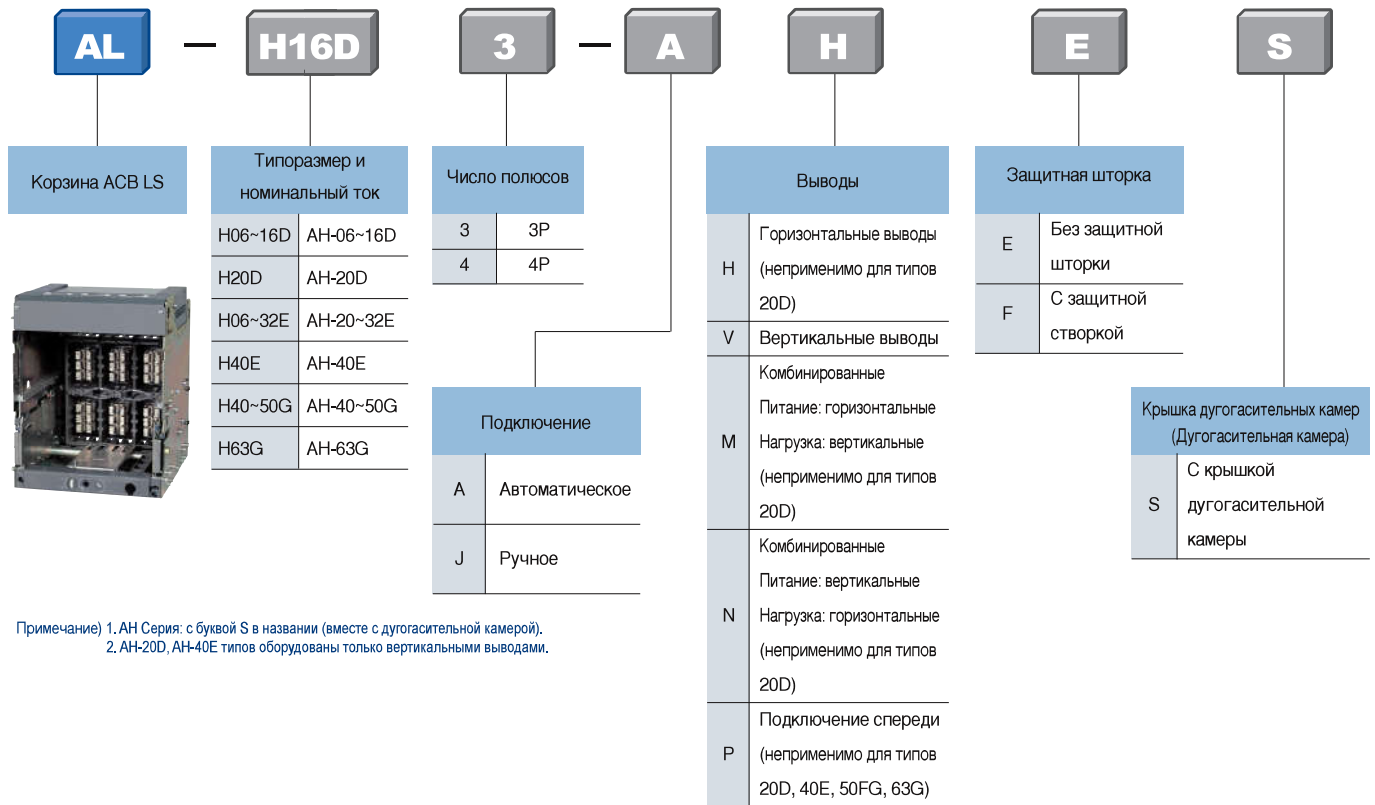 AL – H16D 3 – A H E S
Корзина ACB LS
Типоразмер и
номинальный ток
H06~16D AH-06~16D
H20D AH-20D
H06~32E AH-20~32E
H40E AH-40E
H40~50G AH-40~50G
H63G AH-63G
Число полюсов
3 3P
4 4P
Подключение
A Автоматическое
J Ручное
Выводы
H Горизонтальные выводы
(неприменимо для типов
20D)
V Вертикальные выводы
M Комбинированные
Питание: горизонтальные
Нагрузка: вертикальные
(неприменимо для типов
20D)
N Комбинированные
Питание: вертикальные
Нагрузка: горизонтальные
(неприменимо для типов
20D)
P Подключение спереди
(неприменимо для типов
20D, 40E, 50FG, 63G)
Защитная шторка
E Без защитной
шторки
F С защитной
створкой
Крышка дугогасительных камер
(Дугогасительная камера)
S С крышкой
дугогасительной
камеры
Примечание) 1. AH Серия: с буквой S в названии (вместе с дугогасительной камерой).
2. AH-20D, AH-40E типов оборудованы только вертикальными выводами.